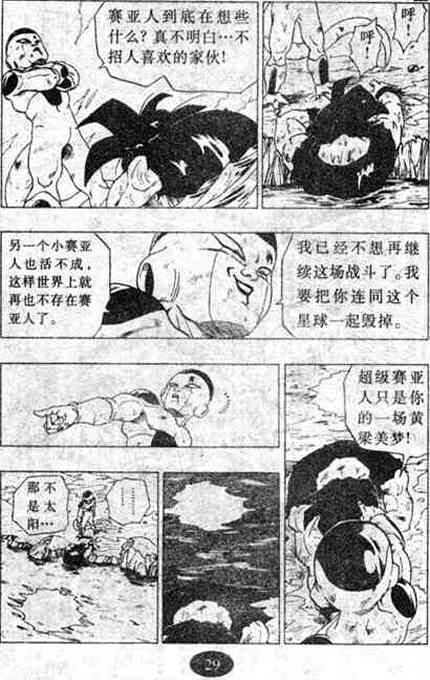 呼!
呼!
赛亚人到底在想些
什么？真不明白…不
招人喜欢的家伙!
我已经不想再继
续这场战斗了。我
要把你连同这个
星球一起毁掉。
另一个小赛亚
人也活不成，
这样世界上就
再也不存在赛
亚人了。
超级赛亚
人只是你
的一场黄
梁美梦!
……
……
那不
是太
阳…
29